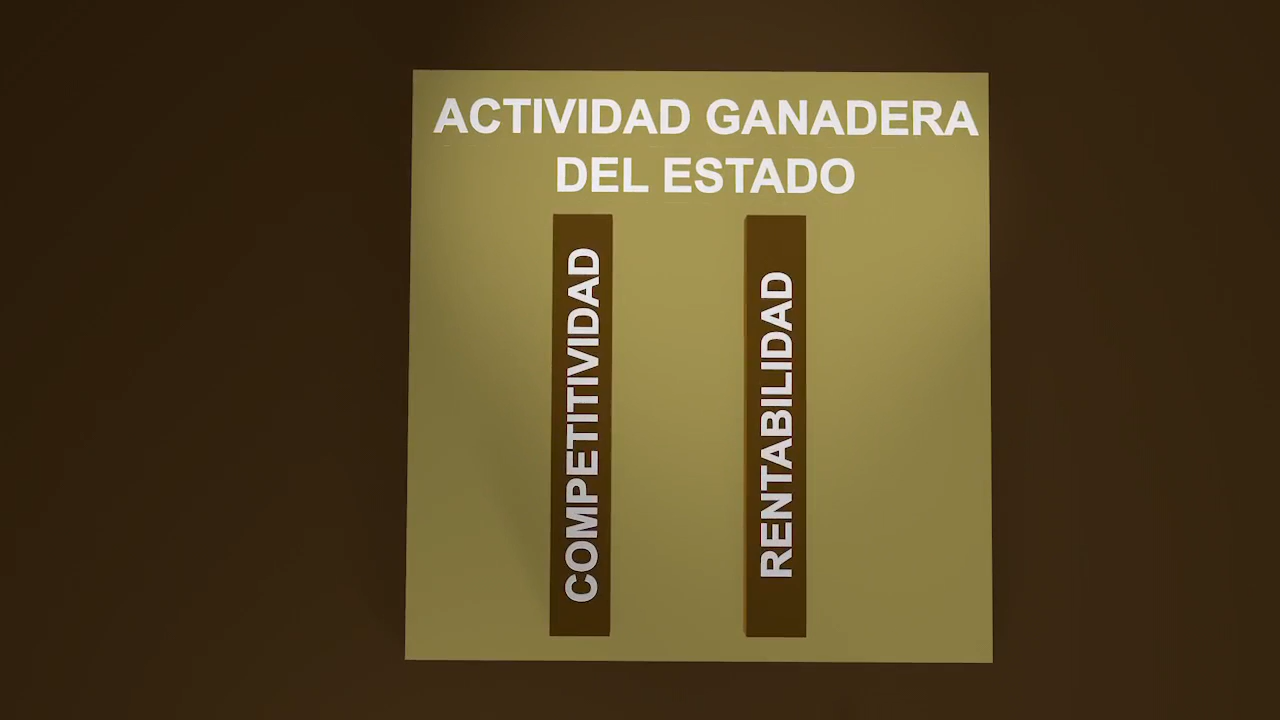 ACTIVIDAD GANADERA
DEL ESTADO
COMPETITIVIDAD
RENTABILIDAD